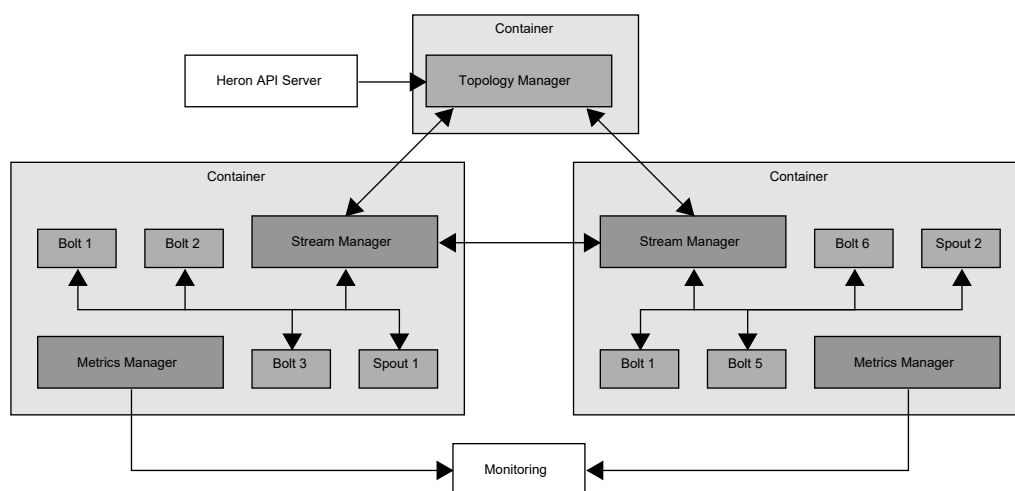 Container
Heron API Server
Topology Manager
Container
Container
Bolt 1
Bolt 2
Stream Manager
Stream Manager
Bolt 6
Spout 2
Metrics Manager
Bolt 3
Spout 1
Bolt 1
Bolt 5
Metrics Manager
Monitoring